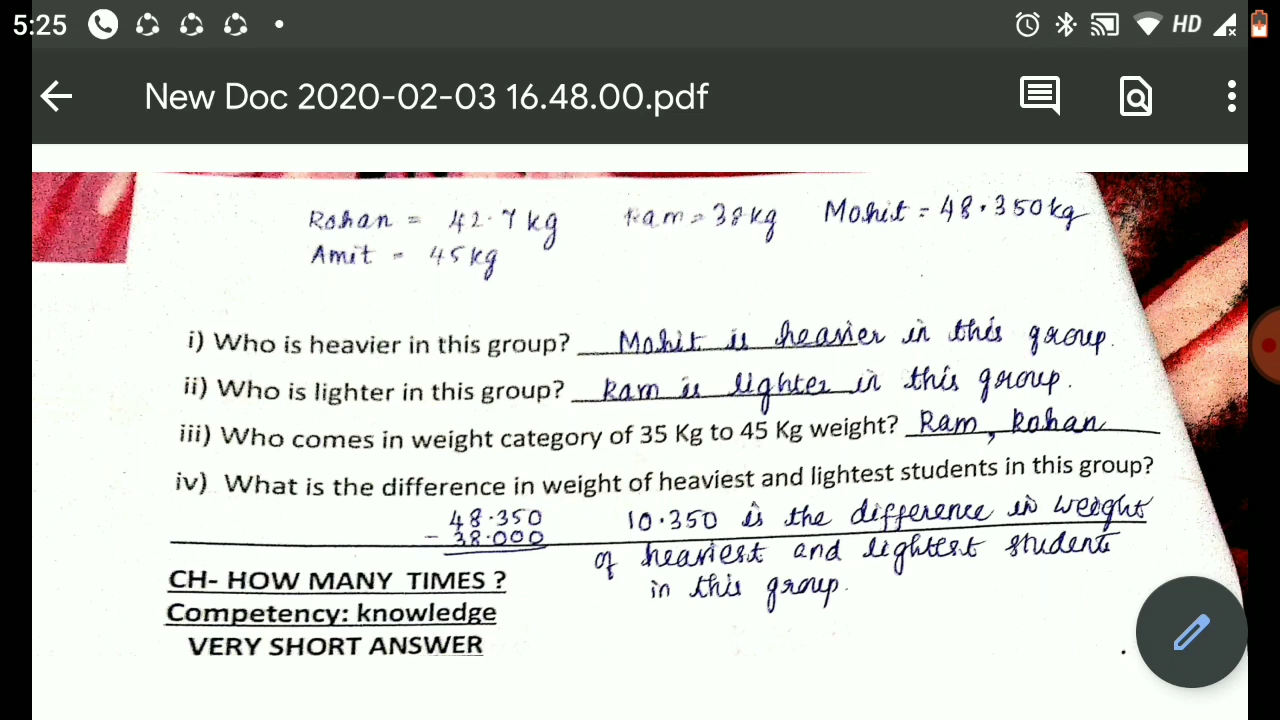 5:25 HD
New Doc 2020-02-03 16.48.00.pdf
Rohan = 42.7 kg Ram = 38 kg Mohit = 48.350 kg
Amit = 45 kg
i) Who is heavier in this group? Mohit is heavier in this group.
ii) Who is lighter in this group? Ram is lighter in this group.
iii) Who comes in weight category of 35 Kg to 45 Kg weight? Ram, Rohan
iv) What is the difference in weight of heaviest and lightest students in this group?
48.350 10.350 is the difference in weight
- 38.000 of heaviest and lightest student
in this group.
CH- HOW MANY TIMES ?
Competency: knowledge
VERY SHORT ANSWER